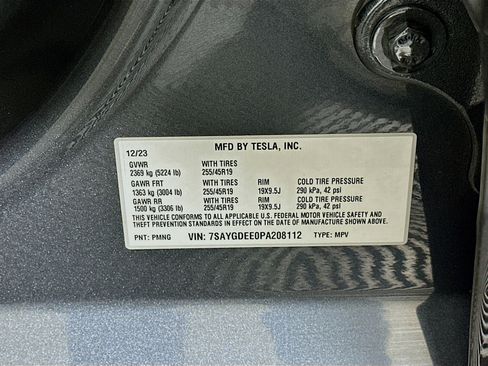 12/23 MFD BY TESLA, INC.
GVWR WITH TIRES
2369 kg (5224 lb) 255/45R19
GAWR FRT WITH TIRES RIM COLD TIRE PRESSURE
1363 kg (3004 lb) 255/45R19 19X9.5J 290 kPa, 42 psi
GAWR RR WITH TIRES RIM COLD TIRE PRESSURE
1500 kg (3306 lb) 255/45R19 19X9.5J 290 kPa, 42 psi
THIS VEHICLE CONFORMS TO ALL APPLICABLE U.S. FEDERAL MOTOR VEHICLE SAFETY AND
THEFT PREVENTION STANDARDS IN EFFECT ON THE DATE OF MANUFACTURE SHOWN ABOVE.
PNT: PMNG VIN: 7SAYGDEE0PA208112 TYPE: MPV